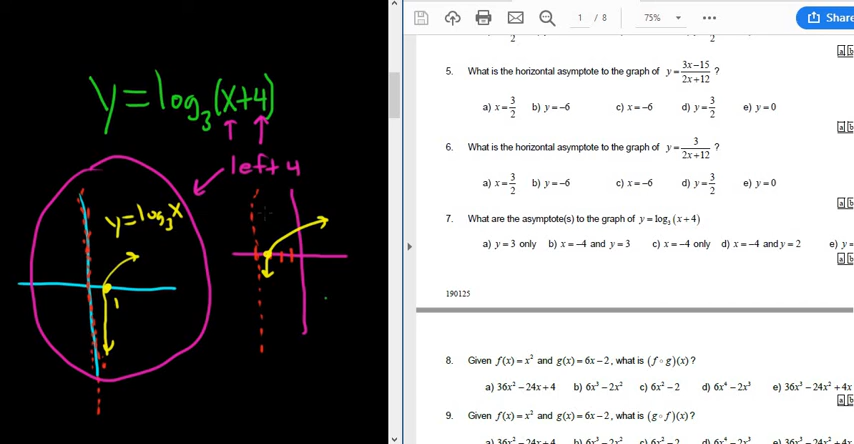 y=log₃(x+4)
left 4
y=log₃x
1
1 / 8
75%
Share
2 2
5. What is the horizontal asymptote to the graph of y = (3x−15)/(2x+12) ?
a) x = 3/2 b) y = −6 c) x = −6 d) y = 3/2 e) y = 0
6. What is the horizontal asymptote to the graph of y = 3/(2x+12) ?
a) x = 3/2 b) y = −6 c) x = −6 d) y = 3/2 e) y = 0
7. What are the asymptote(s) to the graph of y = log₃(x+4)
a) y = 3 only b) x = −4 and y = 3 c) x = −4 only d) x = −4 and y = 2 e) y =
190125
8. Given f(x) = x² and g(x) = 6x − 2, what is (f ∘ g)(x) ?
a) 36x² − 24x + 4 b) 6x³ − 2x² c) 6x² − 2 d) 6x⁴ − 2x³ e) 36x³ − 24x² + 4x
9. Given f(x) = x² and g(x) = 6x − 2, what is (g ∘ f)(x) ?